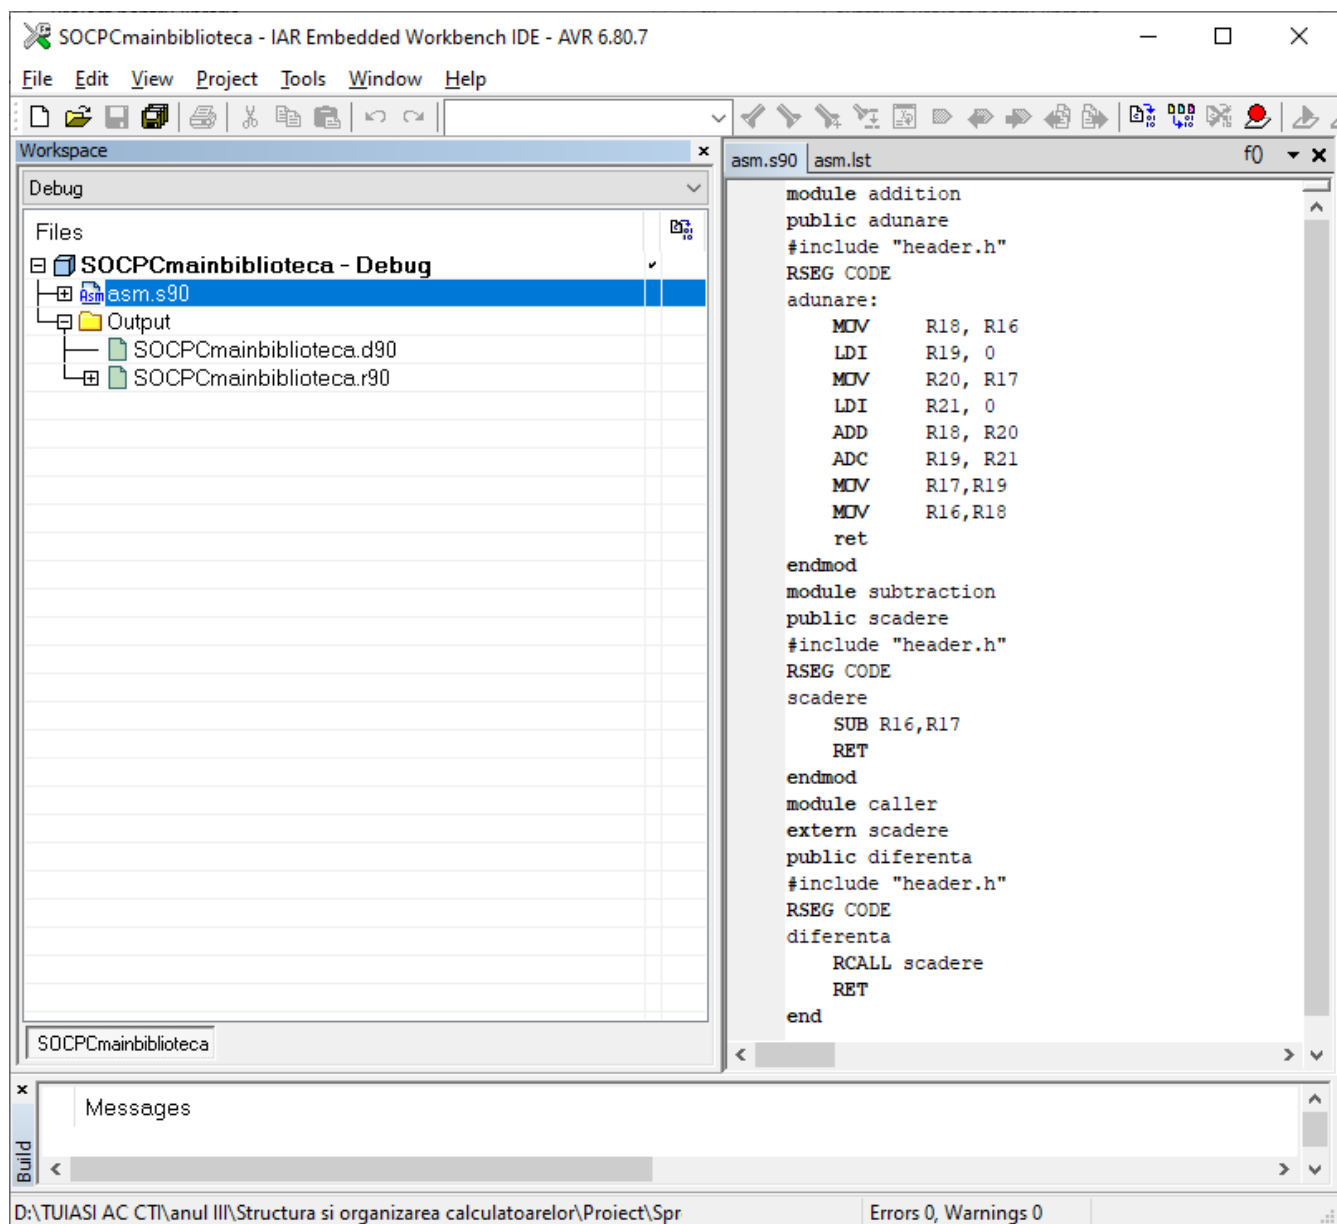 SOCPCmainbiblioteca - IAR Embedded Workbench IDE - AVR 6.80.7
File Edit View Project Tools Window Help
Workspace
Debug
Files
SOCPCmainbiblioteca - Debug
Asm asm.s90
Output
SOCPCmainbiblioteca.d90
SOCPCmainbiblioteca.r90
SOCPCmainbiblioteca
asm.s90 asm.lst f()
module addition
public adunare
#include "header.h"
RSEG CODE
adunare:
MOV R18, R16
LDI R19, 0
MOV R20, R17
LDI R21, 0
ADD R18, R20
ADC R19, R21
MOV R17,R19
MOV R16,R18
ret
endmod
module subtraction
public scadere
#include "header.h"
RSEG CODE
scadere
SUB R16,R17
RET
endmod
module caller
extern scadere
public diferenta
#include "header.h"
RSEG CODE
diferenta
RCALL scadere
RET
end
Messages
Build
D:\TUIASI AC CTI\anul III\Structura si organizarea calculatoarelor\Proiect\Spr
Errors 0, Warnings 0